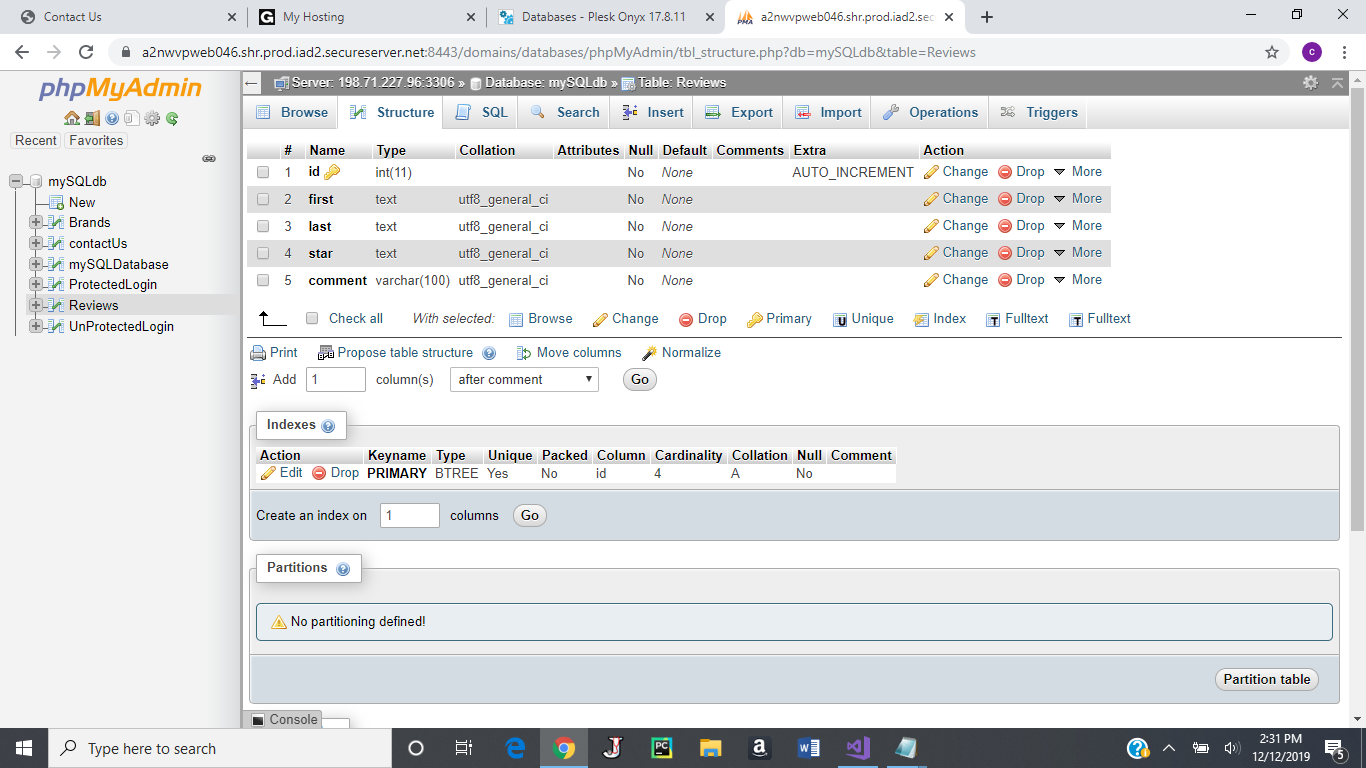 Contact Us
My Hosting
Databases - Plesk Onyx 17.8.11
a2nwvpweb046.shr.prod.iad2.sec
a2nwvpweb046.shr.prod.iad2.secureserver.net:8443/domains/databases/phpMyAdmin/tbl_structure.php?db=mySQLdb&table=Reviews
c
phpMyAdmin
Recent Favorites
mySQLdb
New
Brands
contactUs
mySQLDatabase
ProtectedLogin
Reviews
UnProtectedLogin
Server: 198.71.227.96:3306 » Database: mySQLdb » Table: Reviews
Browse Structure SQL Search Insert Export Import Operations Triggers
# Name Type Collation Attributes Null Default Comments Extra Action
1 id int(11) No None AUTO_INCREMENT Change Drop More
2 first text utf8_general_ci No None Change Drop More
3 last text utf8_general_ci No None Change Drop More
4 star text utf8_general_ci No None Change Drop More
5 comment varchar(100) utf8_general_ci No None Change Drop More
Check all With selected: Browse Change Drop Primary U Unique Index T Fulltext T Fulltext
Print Propose table structure Move columns Normalize
Add 1 column(s) after comment Go
Indexes
Action Keyname Type Unique Packed Column Cardinality Collation Null Comment
Edit Drop PRIMARY BTREE Yes No id 4 A No
Create an index on 1 columns Go
Partitions
No partitioning defined!
Partition table
Console
Type here to search
2:31 PM
12/12/2019
5